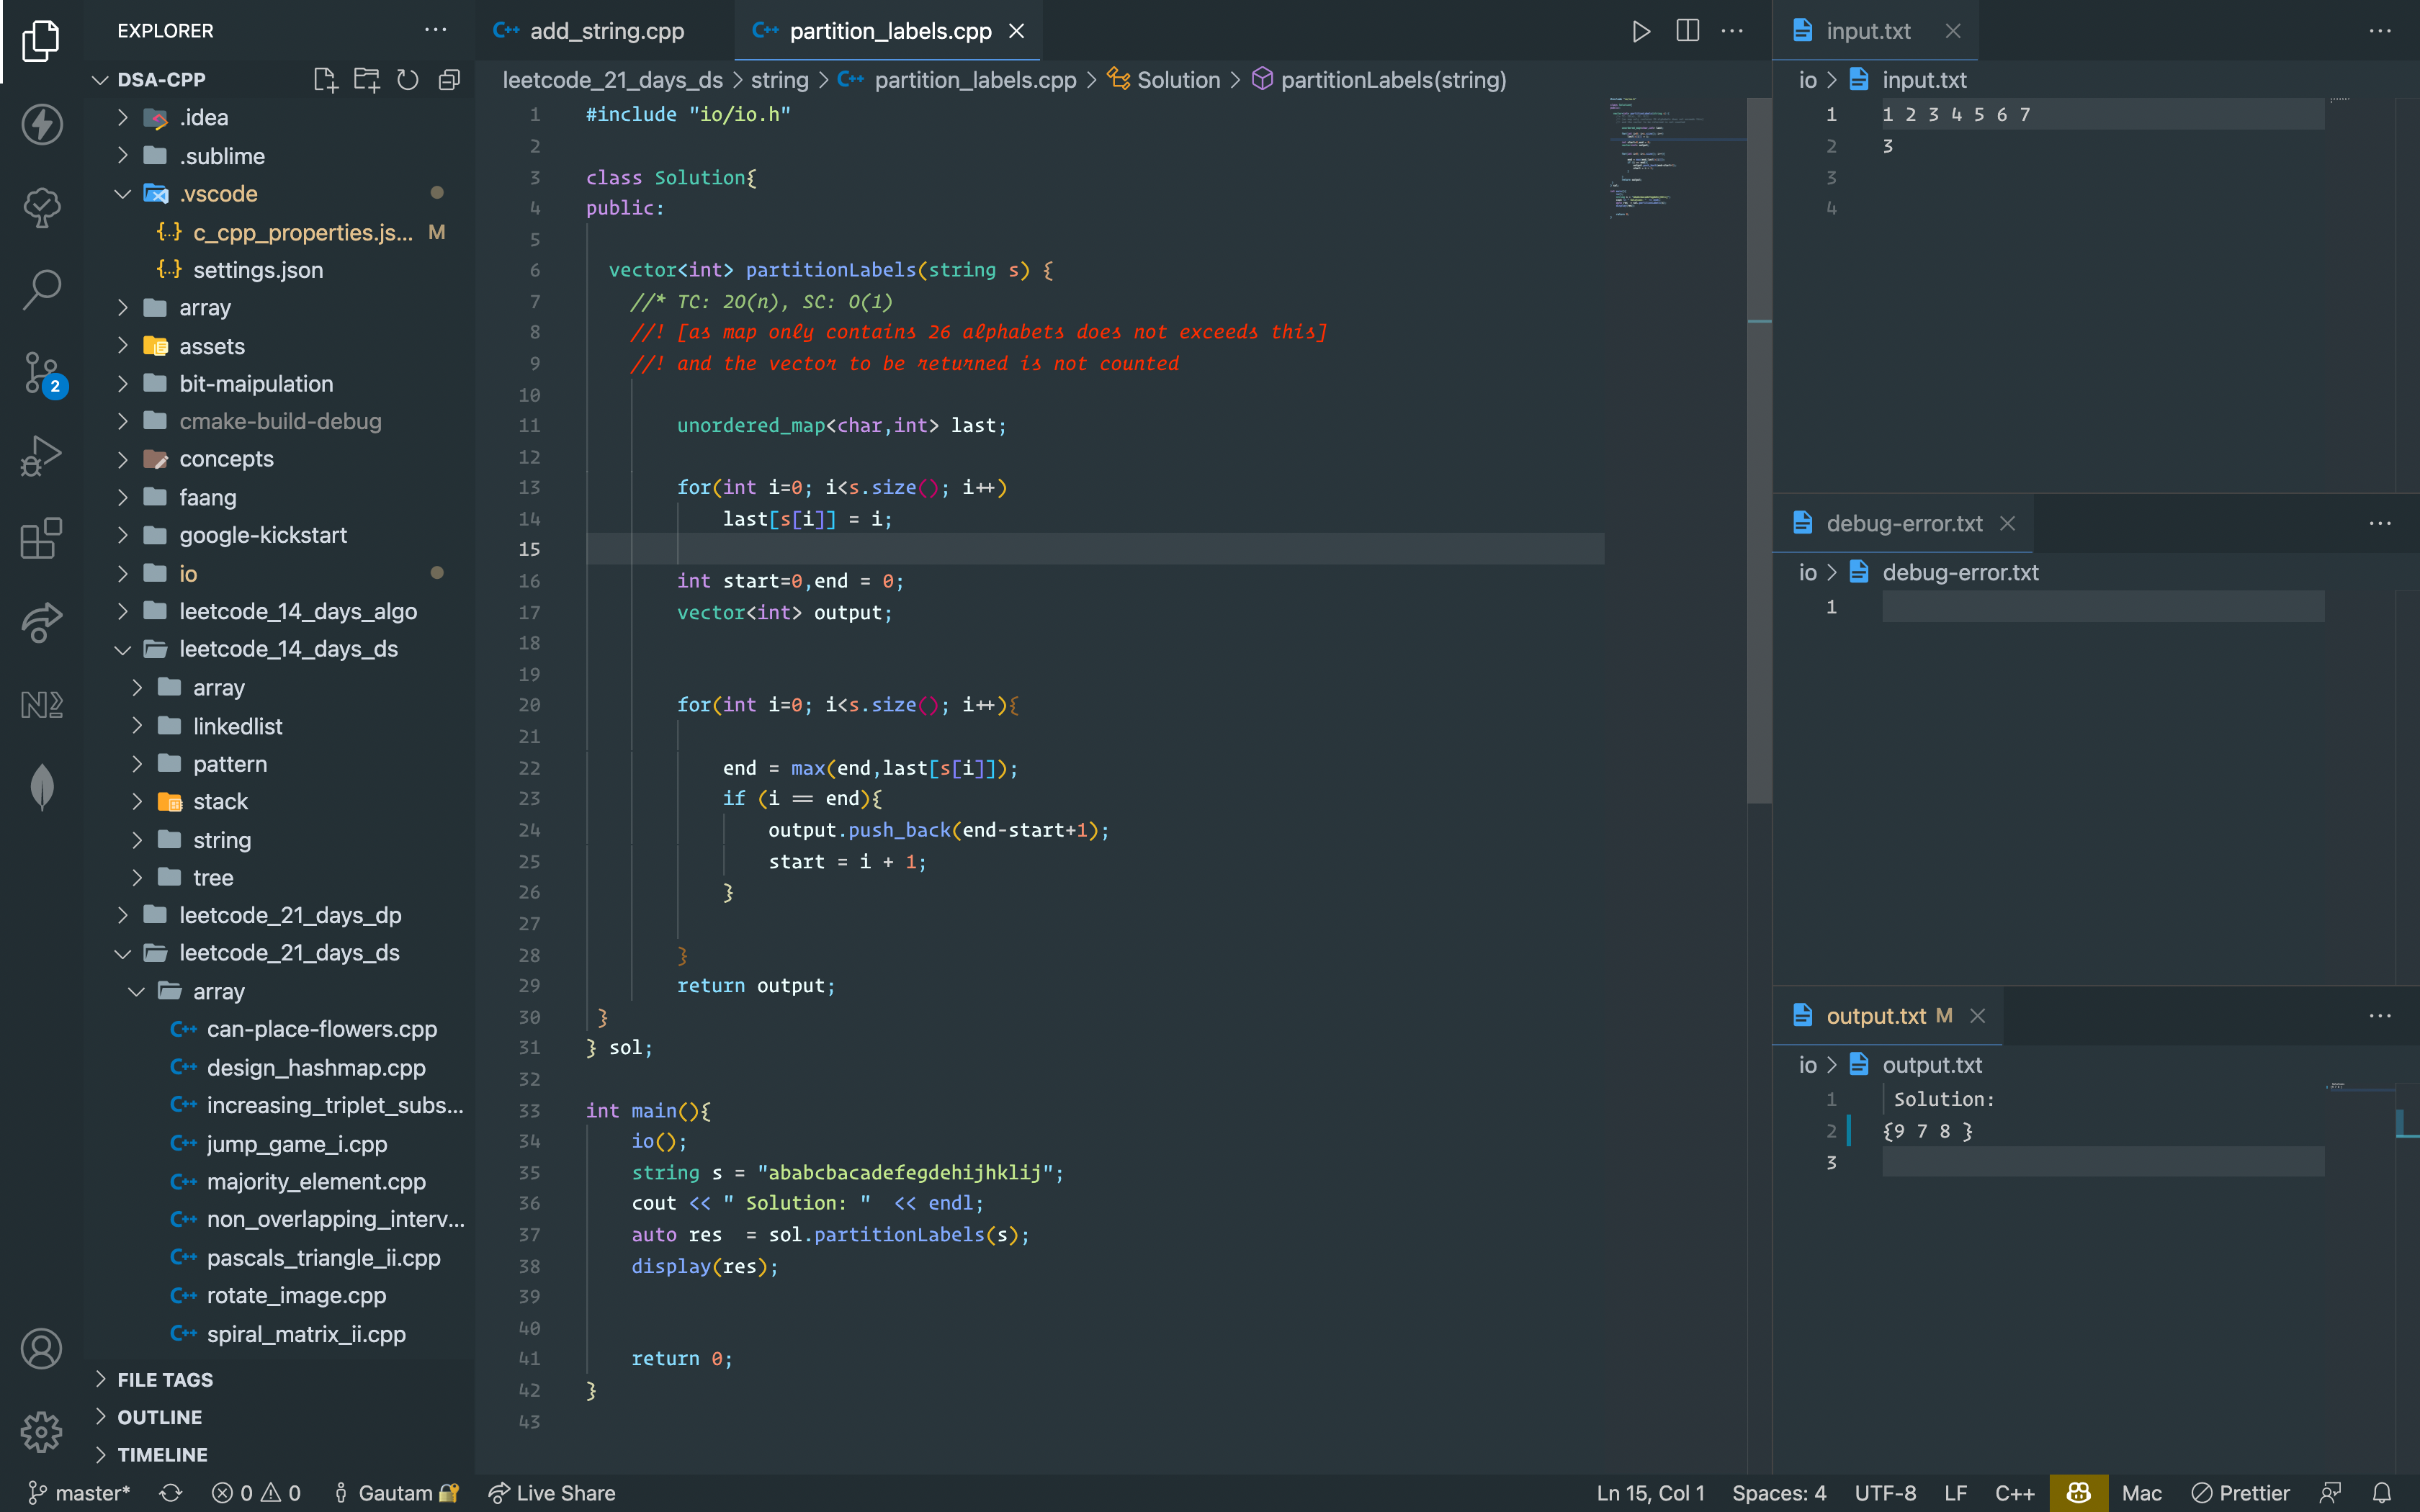 EXPLORER
DSA-CPP
.idea
.sublime
.vscode
c_cpp_properties.js... M
settings.json
array
assets
bit-maipulation
cmake-build-debug
concepts
faang
google-kickstart
io
leetcode_14_days_algo
leetcode_14_days_ds
array
linkedlist
pattern
stack
string
tree
leetcode_21_days_dp
leetcode_21_days_ds
array
can-place-flowers.cpp
design_hashmap.cpp
increasing_triplet_subs...
jump_game_i.cpp
majority_element.cpp
non_overlapping_interv...
pascals_triangle_ii.cpp
rotate_image.cpp
spiral_matrix_ii.cpp
FILE TAGS
OUTLINE
TIMELINE
2
add_string.cpp partition_labels.cpp
leetcode_21_days_ds > string > partition_labels.cpp > Solution > partitionLabels(string)
1 #include "io/io.h"
2
3 class Solution{
4 public:
5
6 vector<int> partitionLabels(string s) {
7 //* TC: 2O(n), SC: O(1)
8 //! [as map only contains 26 alphabets does not exceeds this]
9 //! and the vector to be returned is not counted
10
11 unordered_map<char,int> last;
12
13 for(int i=0; i<s.size(); i++)
14 last[s[i]] = i;
15
16 int start=0,end = 0;
17 vector<int> output;
18
19
20 for(int i=0; i<s.size(); i++){
21
22 end = max(end,last[s[i]]);
23 if (i == end){
24 output.push_back(end-start+1);
25 start = i + 1;
26 }
27
28 }
29 return output;
30 }
31 } sol;
32
33 int main(){
34 io();
35 string s = "ababcbacadefegdehijhklij";
36 cout << " Solution: "  << endl;
37 auto res  = sol.partitionLabels(s);
38 display(res);
39
40
41 return 0;
42 }
43
input.txt
io > input.txt
1 1 2 3 4 5 6 7
2 3
3
4
debug-error.txt
io > debug-error.txt
1
output.txt M
io > output.txt
1 Solution:
2 {9 7 8 }
3
master* 0 0 Gautam Live Share Ln 15, Col 1 Spaces: 4 UTF-8 LF C++ Mac Prettier